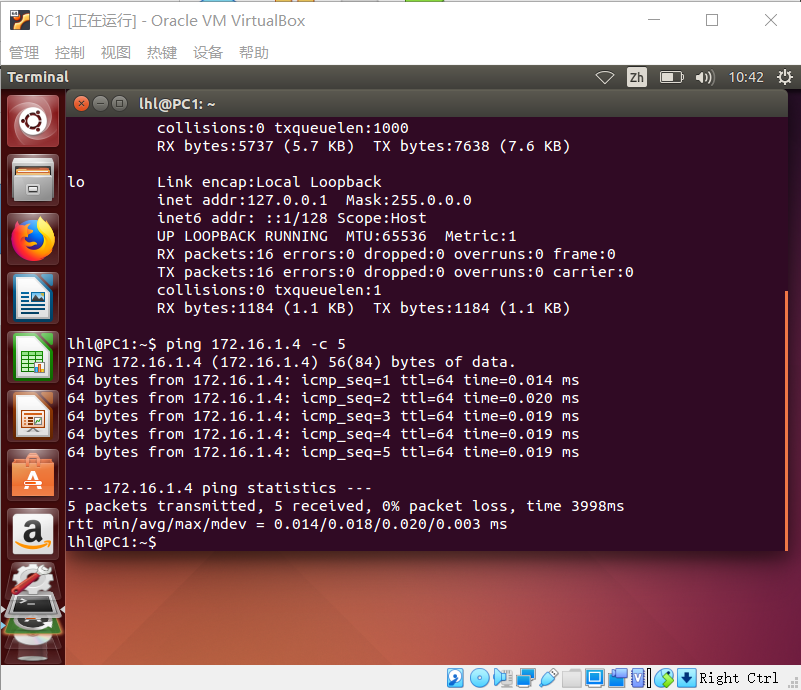 PC1 [正在运行] - Oracle VM VirtualBox
管理 控制 视图 热键 设备 帮助
Terminal Zh 10:42
lhl@PC1: ~
collisions:0 txqueuelen:1000
RX bytes:5737 (5.7 KB)  TX bytes:7638 (7.6 KB)
lo        Link encap:Local Loopback
inet addr:127.0.0.1  Mask:255.0.0.0
inet6 addr: ::1/128 Scope:Host
UP LOOPBACK RUNNING  MTU:65536  Metric:1
RX packets:16 errors:0 dropped:0 overruns:0 frame:0
TX packets:16 errors:0 dropped:0 overruns:0 carrier:0
collisions:0 txqueuelen:1
RX bytes:1184 (1.1 KB)  TX bytes:1184 (1.1 KB)
lhl@PC1:~$ ping 172.16.1.4 -c 5
PING 172.16.1.4 (172.16.1.4) 56(84) bytes of data.
64 bytes from 172.16.1.4: icmp_seq=1 ttl=64 time=0.014 ms
64 bytes from 172.16.1.4: icmp_seq=2 ttl=64 time=0.020 ms
64 bytes from 172.16.1.4: icmp_seq=3 ttl=64 time=0.019 ms
64 bytes from 172.16.1.4: icmp_seq=4 ttl=64 time=0.019 ms
64 bytes from 172.16.1.4: icmp_seq=5 ttl=64 time=0.019 ms
--- 172.16.1.4 ping statistics ---
5 packets transmitted, 5 received, 0% packet loss, time 3998ms
rtt min/avg/max/mdev = 0.014/0.018/0.020/0.003 ms
lhl@PC1:~$
Right Ctrl